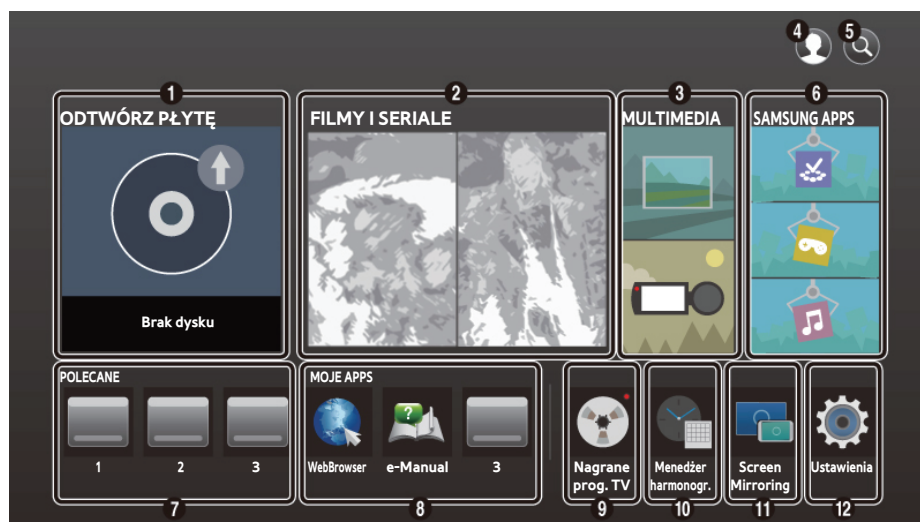 4 5
1 2 3 6
ODTWÓRZ PŁYTĘ
FILMY I SERIALE
MULTIMEDIA
SAMSUNG APPS
Brak dysku
POLECANE
1 2 3
MOJE APPS
WebBrowser
e-Manual
3
Nagrane
prog. TV
Menedżer
harmonogr.
Screen
Mirroring
Ustawienia
7 8 9 10 11 12